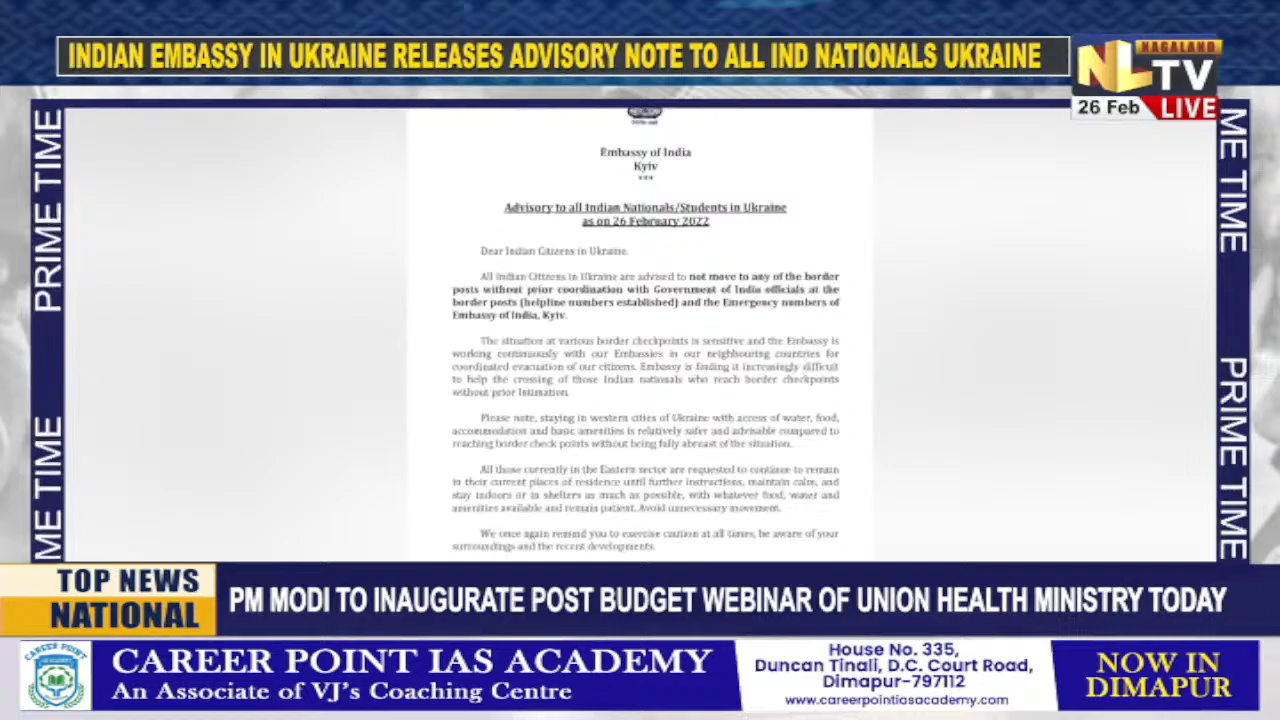 INDIAN EMBASSY IN UKRAINE RELEASES ADVISORY NOTE TO ALL IND NATIONALS UKRAINE
NAGALAND
NLTV
26 Feb LIVE
PRIME TIME
ME TIME
ME TIME
PRIME TIME
Embassy of India
Kyiv
***
Advisory to all Indian Nationals/Students in Ukraine
as on 26 February 2022
Dear Indian Citizens in Ukraine.
All Indian Citizens in Ukraine are advised to not move to any of the border
posts without prior coordination with Government of India officials at the
border posts (helpline numbers established) and the Emergency numbers of
Embassy of India, Kyiv.
The situation at various border checkpoints is sensitive and the Embassy is
working continuously with our Embassies in our neighbouring countries for
coordinated evacuation of our citizens. Embassy is finding it increasingly difficult
to help the crossing of those Indian nationals who reach border checkpoints
without prior intimation.
Please note, staying in western cities of Ukraine with access of water, food,
accommodation and basic amenities is relatively safer and advisable compared to
reaching border check points without being fully abreast of the situation.
All those currently in the Eastern sector are requested to continue to remain
in their current places of residence until further instructions, maintain calm, and
stay indoors or in shelters as much as possible, with whatever food, water and
amenities available and remain patient. Avoid unnecessary movement.
We once again remind you to exercise caution at all times, be aware of your
surroundings and the recent developments.
TOP NEWS
NATIONAL
PM MODI TO INAUGURATE POST BUDGET WEBINAR OF UNION HEALTH MINISTRY TODAY
CAREER POINT
CAREER POINT IAS ACADEMY
An Associate of VJ's Coaching Centre
House No. 335,
Duncan Tinali, D.C. Court Road,
Dimapur-797112
www.careerpointiasacademy.com
NOW IN
DIMAPUR